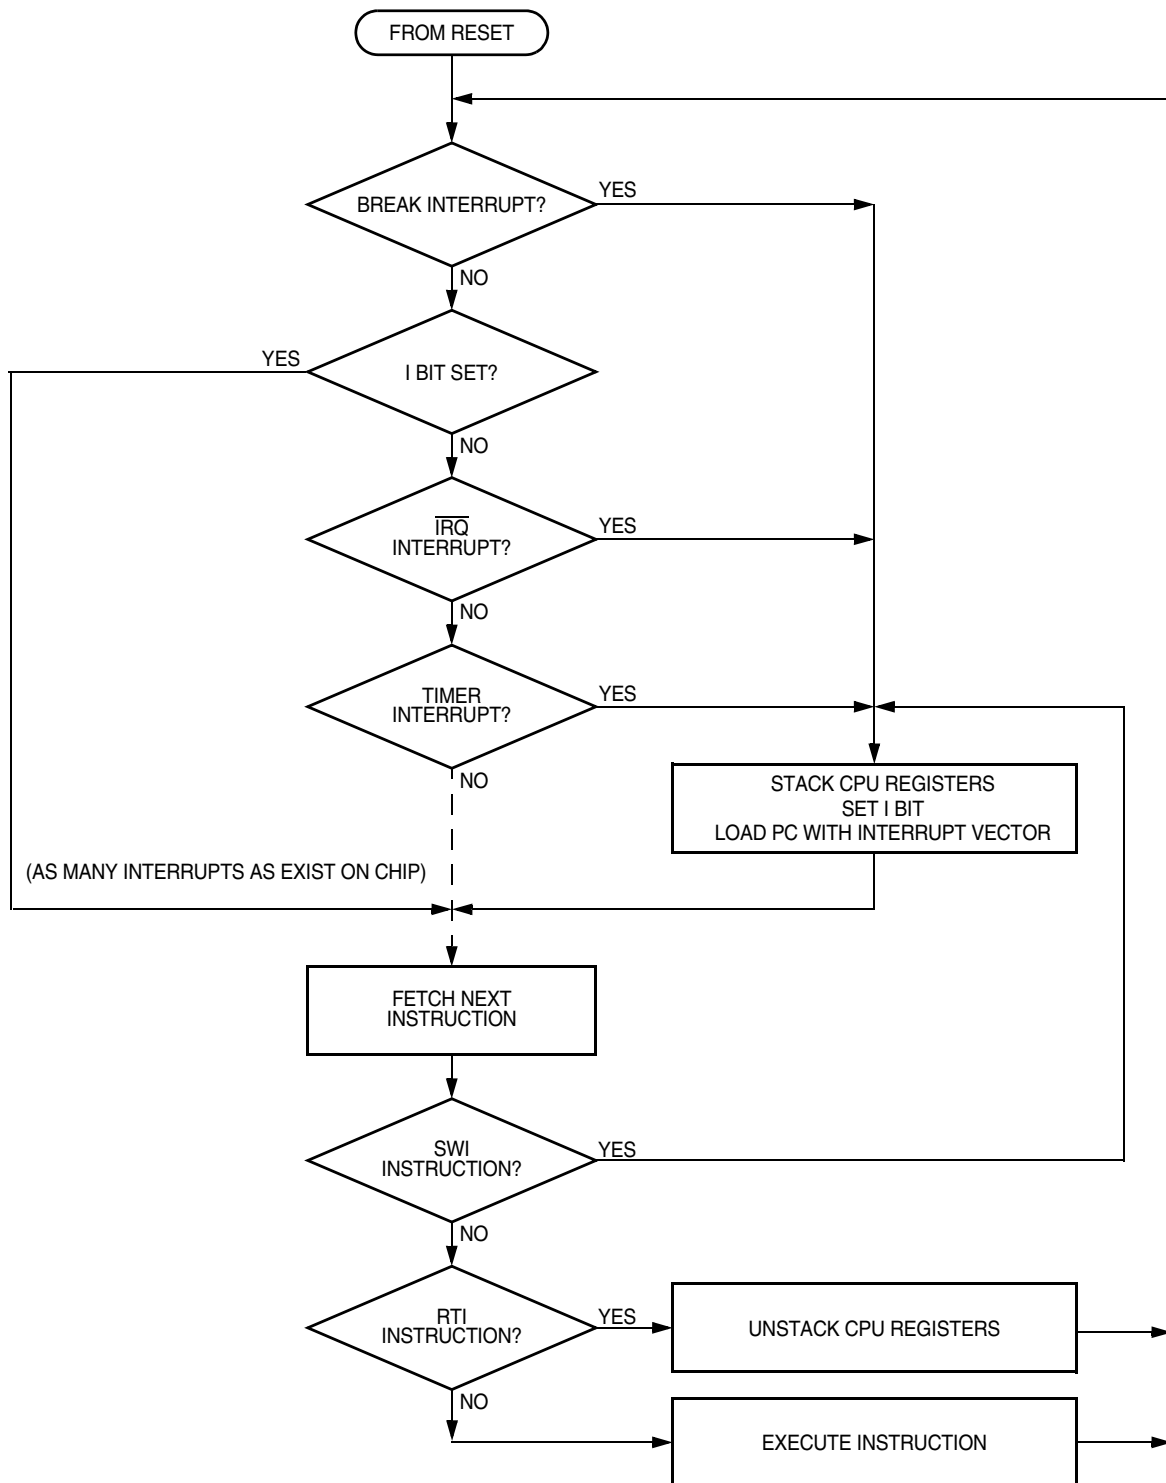 FROM RESET
BREAK INTERRUPT?
YES
NO
YES
I BIT SET?
NO
IRQ
INTERRUPT?
YES
NO
TIMER
INTERRUPT?
YES
NO
STACK CPU REGISTERS
SET I BIT
LOAD PC WITH INTERRUPT VECTOR
(AS MANY INTERRUPTS AS EXIST ON CHIP)
FETCH NEXT
INSTRUCTION
SWI
INSTRUCTION?
YES
NO
RTI
INSTRUCTION?
YES
UNSTACK CPU REGISTERS
NO
EXECUTE INSTRUCTION